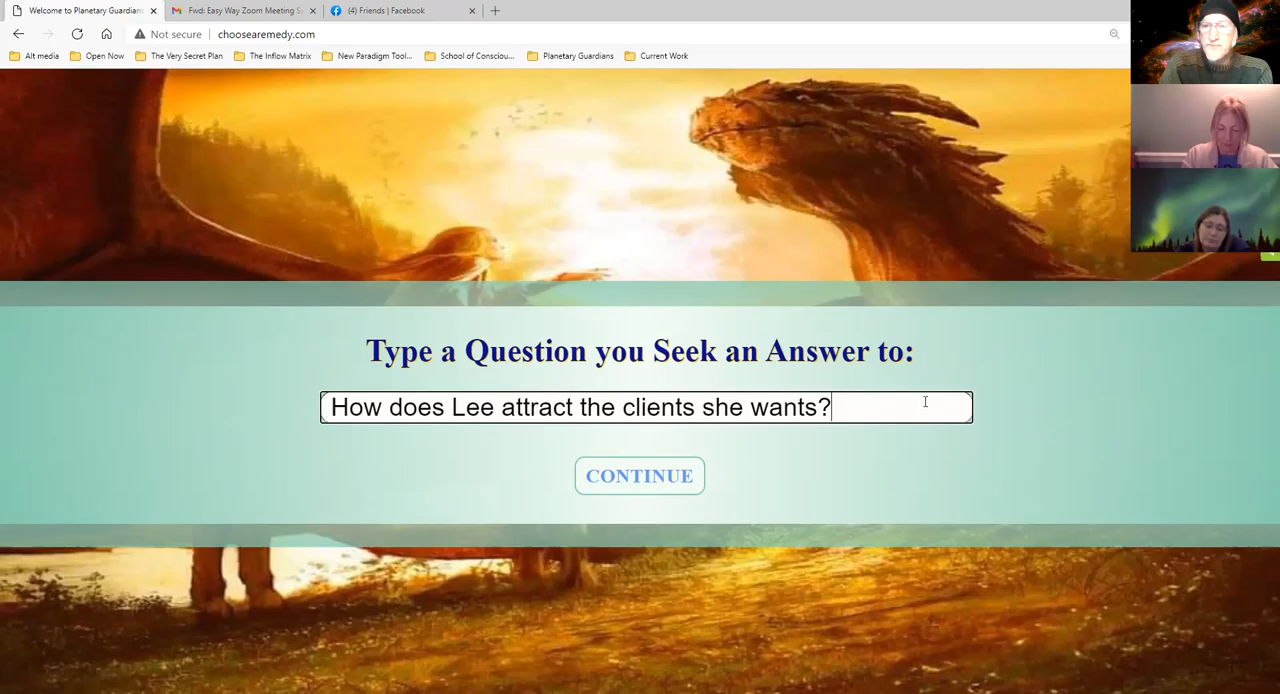 Welcome to Planetary Guardian
Fwd: Easy Way Zoom Meeting S
(4) Friends | Facebook
Not secure
choosearemedy.com
Alt media
Open Now
The Very Secret Plan
The Inflow Matrix
New Paradigm Tool...
School of Consciou...
Planetary Guardians
Current Work
Type a Question you Seek an Answer to:
How does Lee attract the clients she wants?
CONTINUE